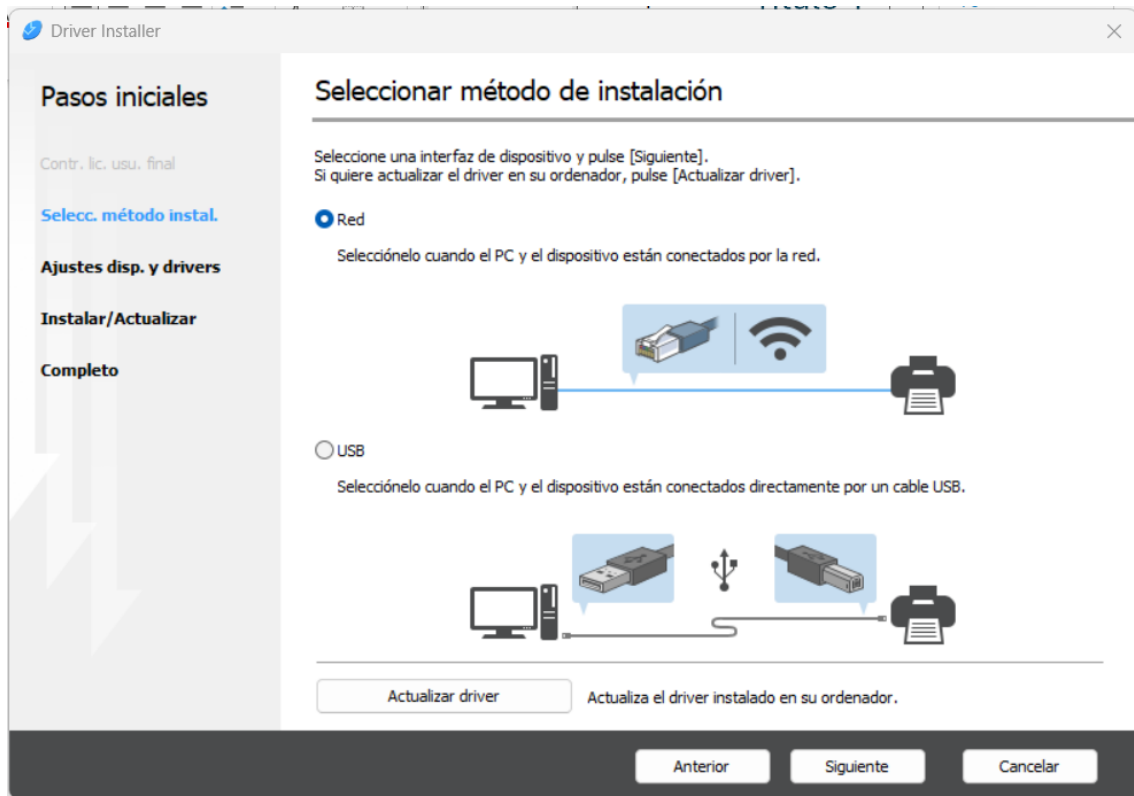 Driver Installer
Pasos iniciales
Contr. lic. usu. final
Selecc. método instal.
Ajustes disp. y drivers
Instalar/Actualizar
Completo
Seleccionar método de instalación
Seleccione una interfaz de dispositivo y pulse [Siguiente].
Si quiere actualizar el driver en su ordenador, pulse [Actualizar driver].
Red
Selecciónelo cuando el PC y el dispositivo están conectados por la red.
USB
Selecciónelo cuando el PC y el dispositivo están conectados directamente por un cable USB.
Actualizar driver
Actualiza el driver instalado en su ordenador.
Anterior
Siguiente
Cancelar